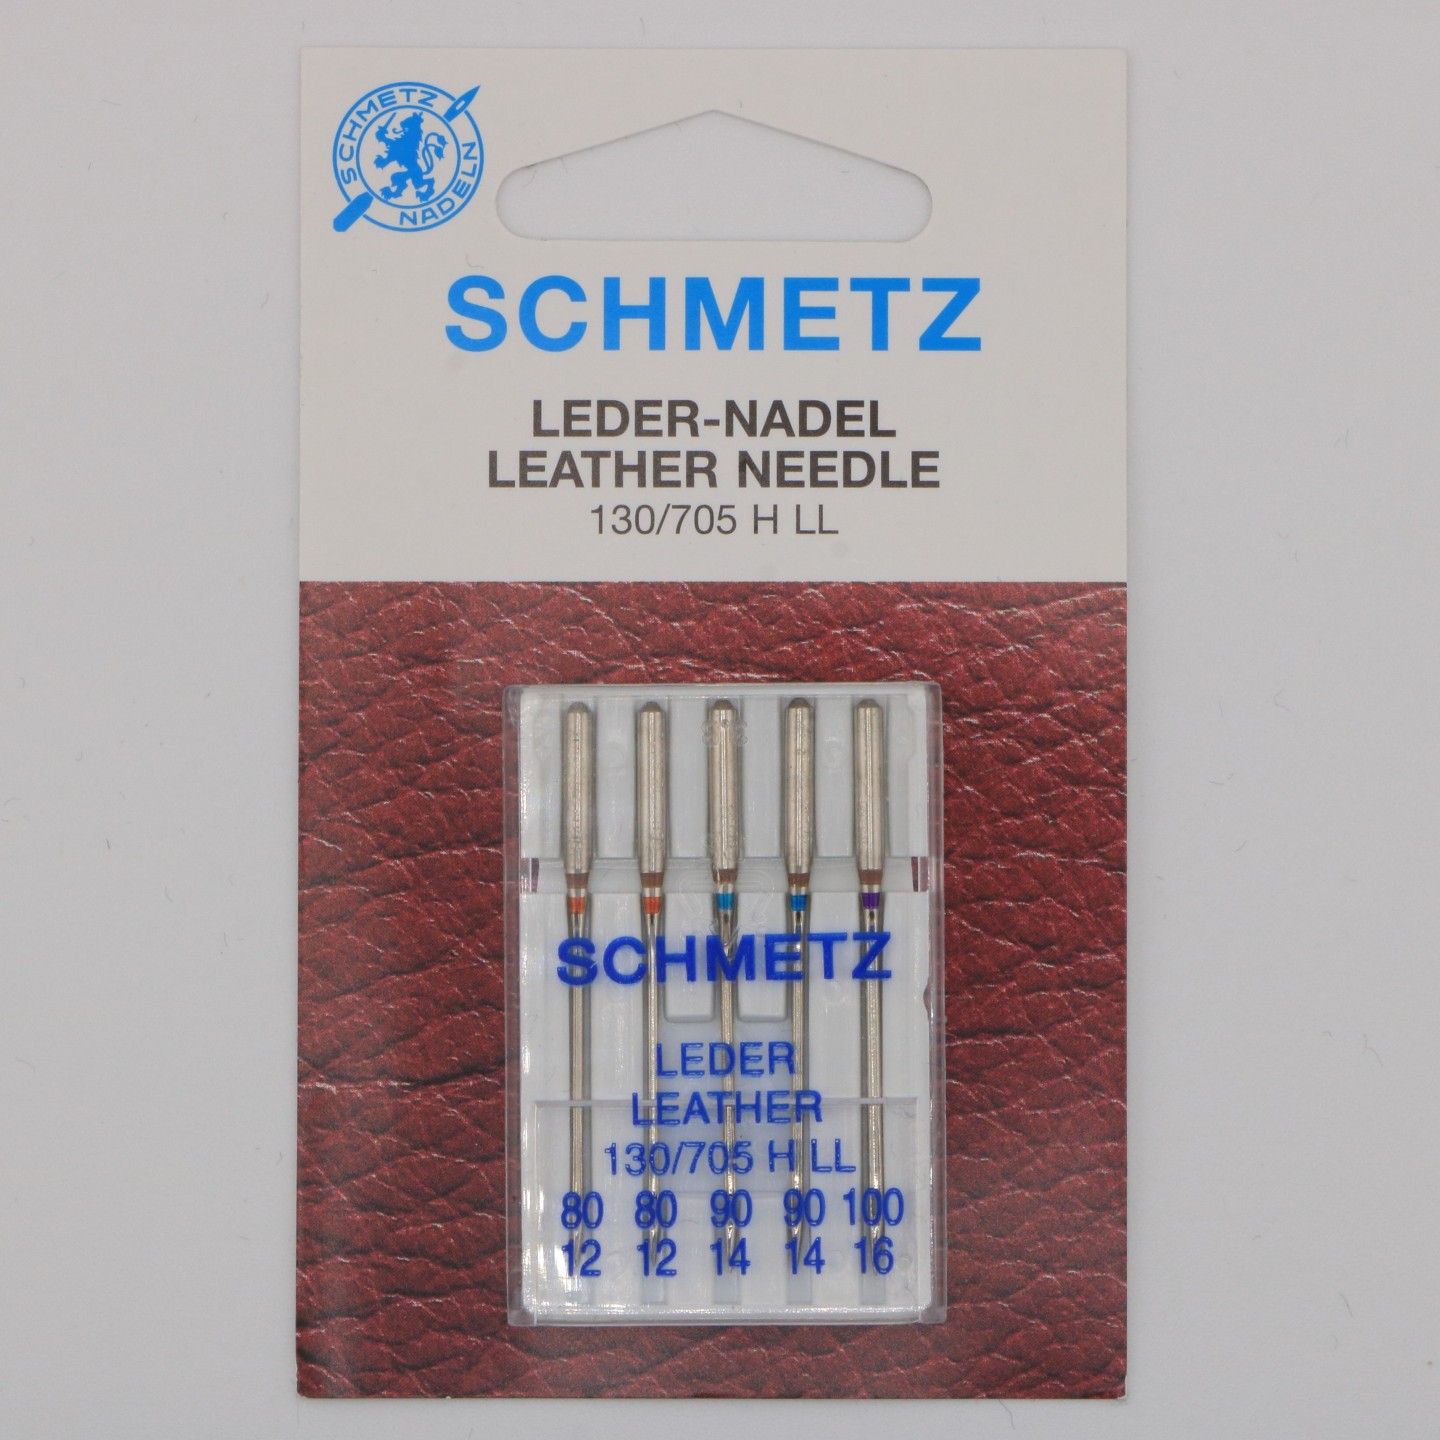 SCHMETZ
NADELN
SCHMETZ
LEDER-NADEL
LEATHER NEEDLE
130/705 H LL
SCHMETZ
LEDER
LEATHER
130/705 H LL
80 80 90 90 100
12 12 14 14 16